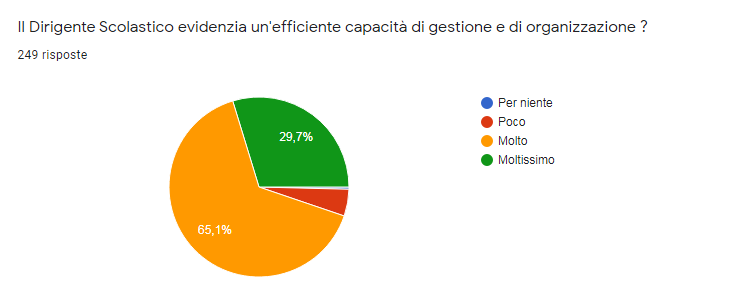 Il Dirigente Scolastico evidenzia un'efficiente capacità di gestione e di organizzazione ?
249 risposte
Per niente
Poco
Molto
Moltissimo
29,7%
65,1%